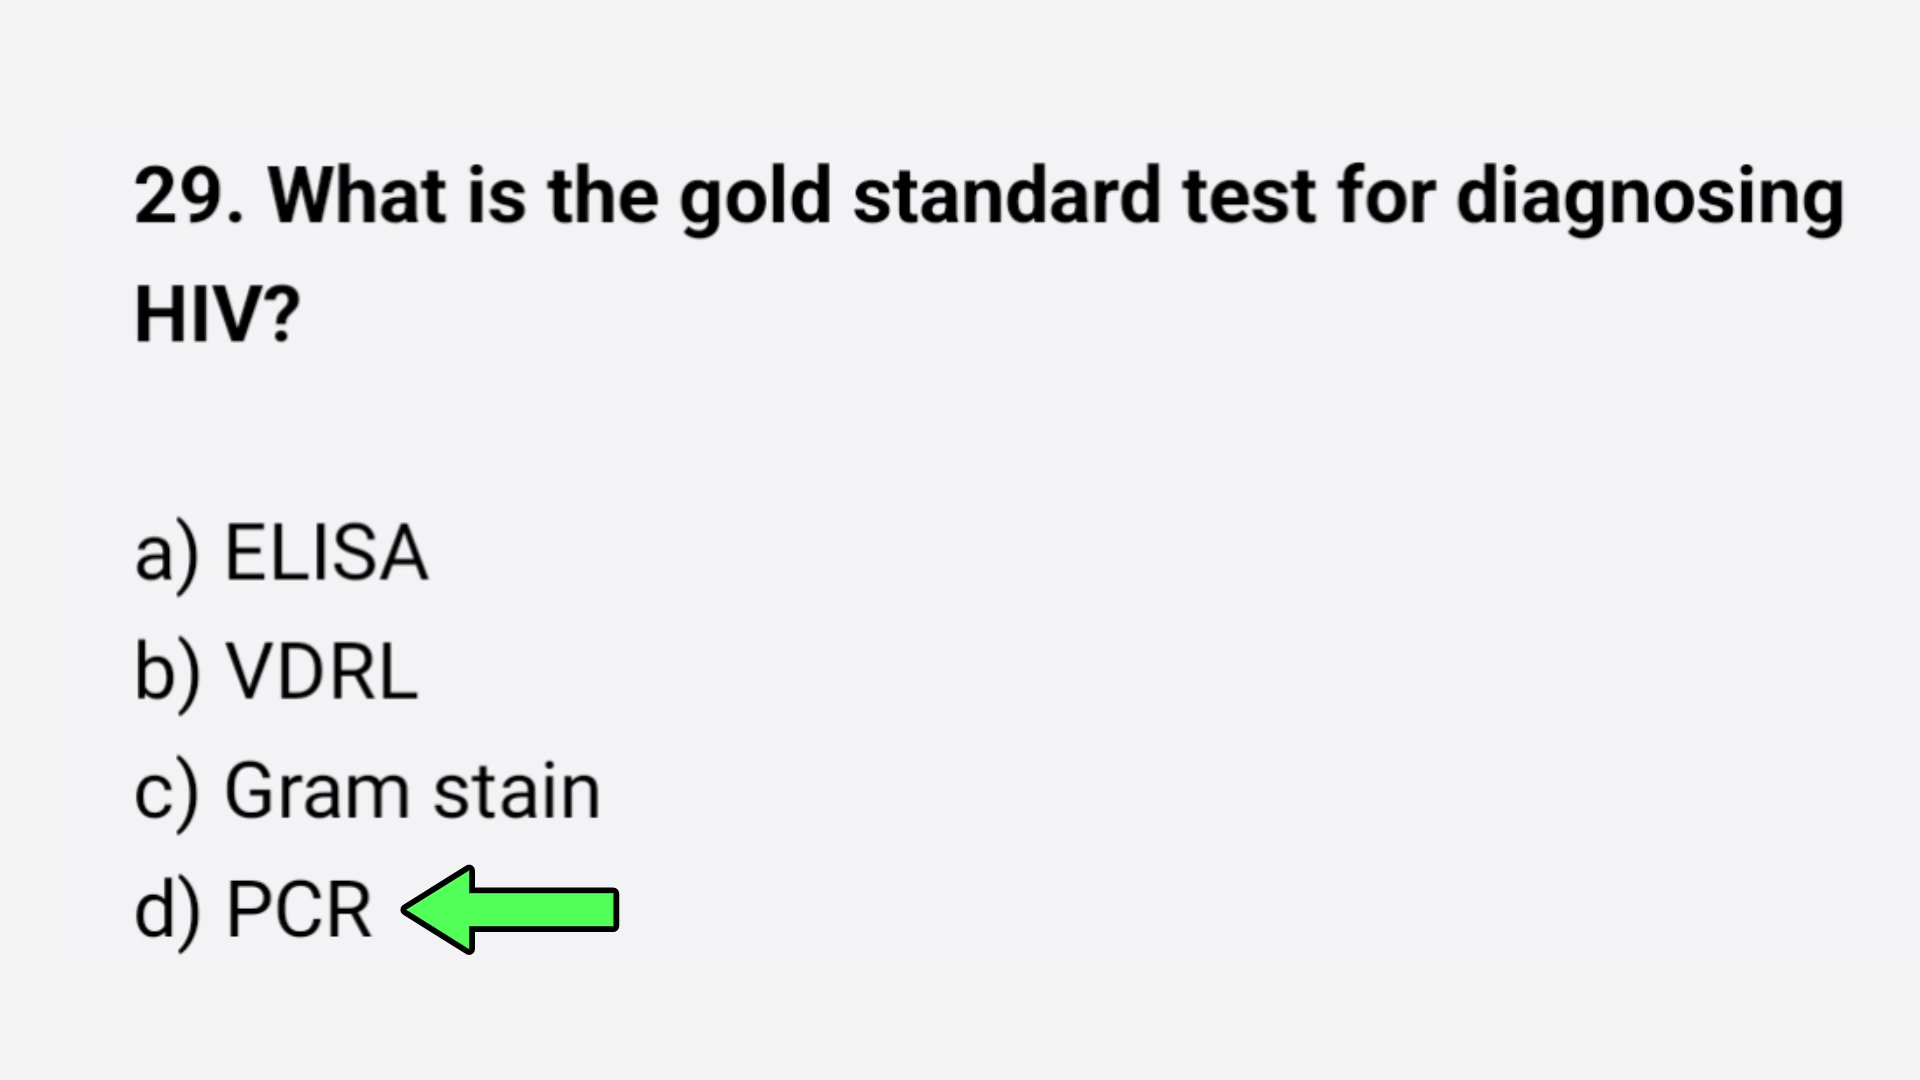 29. What is the gold standard test for diagnosing
HIV?
a) ELISA
b) VDRL
c) Gram stain
d) PCR